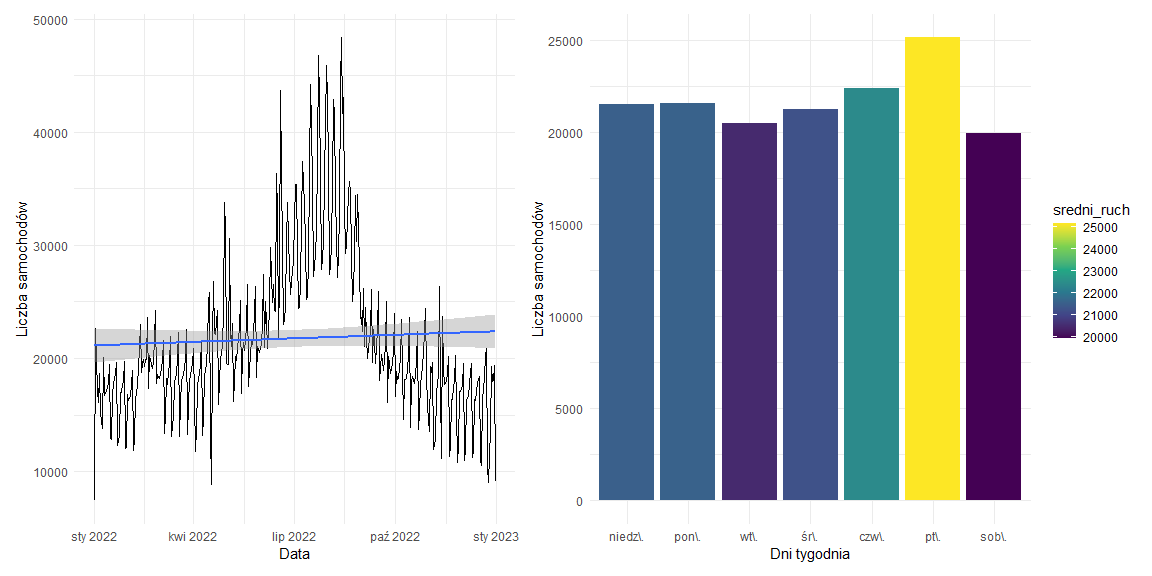 50000
40000
30000
20000
10000
Liczba samochodów
sty 2022
kwi 2022
lip 2022
paź 2022
sty 2023
Data
25000
20000
15000
10000
5000
0
Liczba samochodów
niedz\.
pon\.
wt\.
śr\.
czw\.
pt\.
sob\.
Dni tygodnia
sredni_ruch
25000
24000
23000
22000
21000
20000